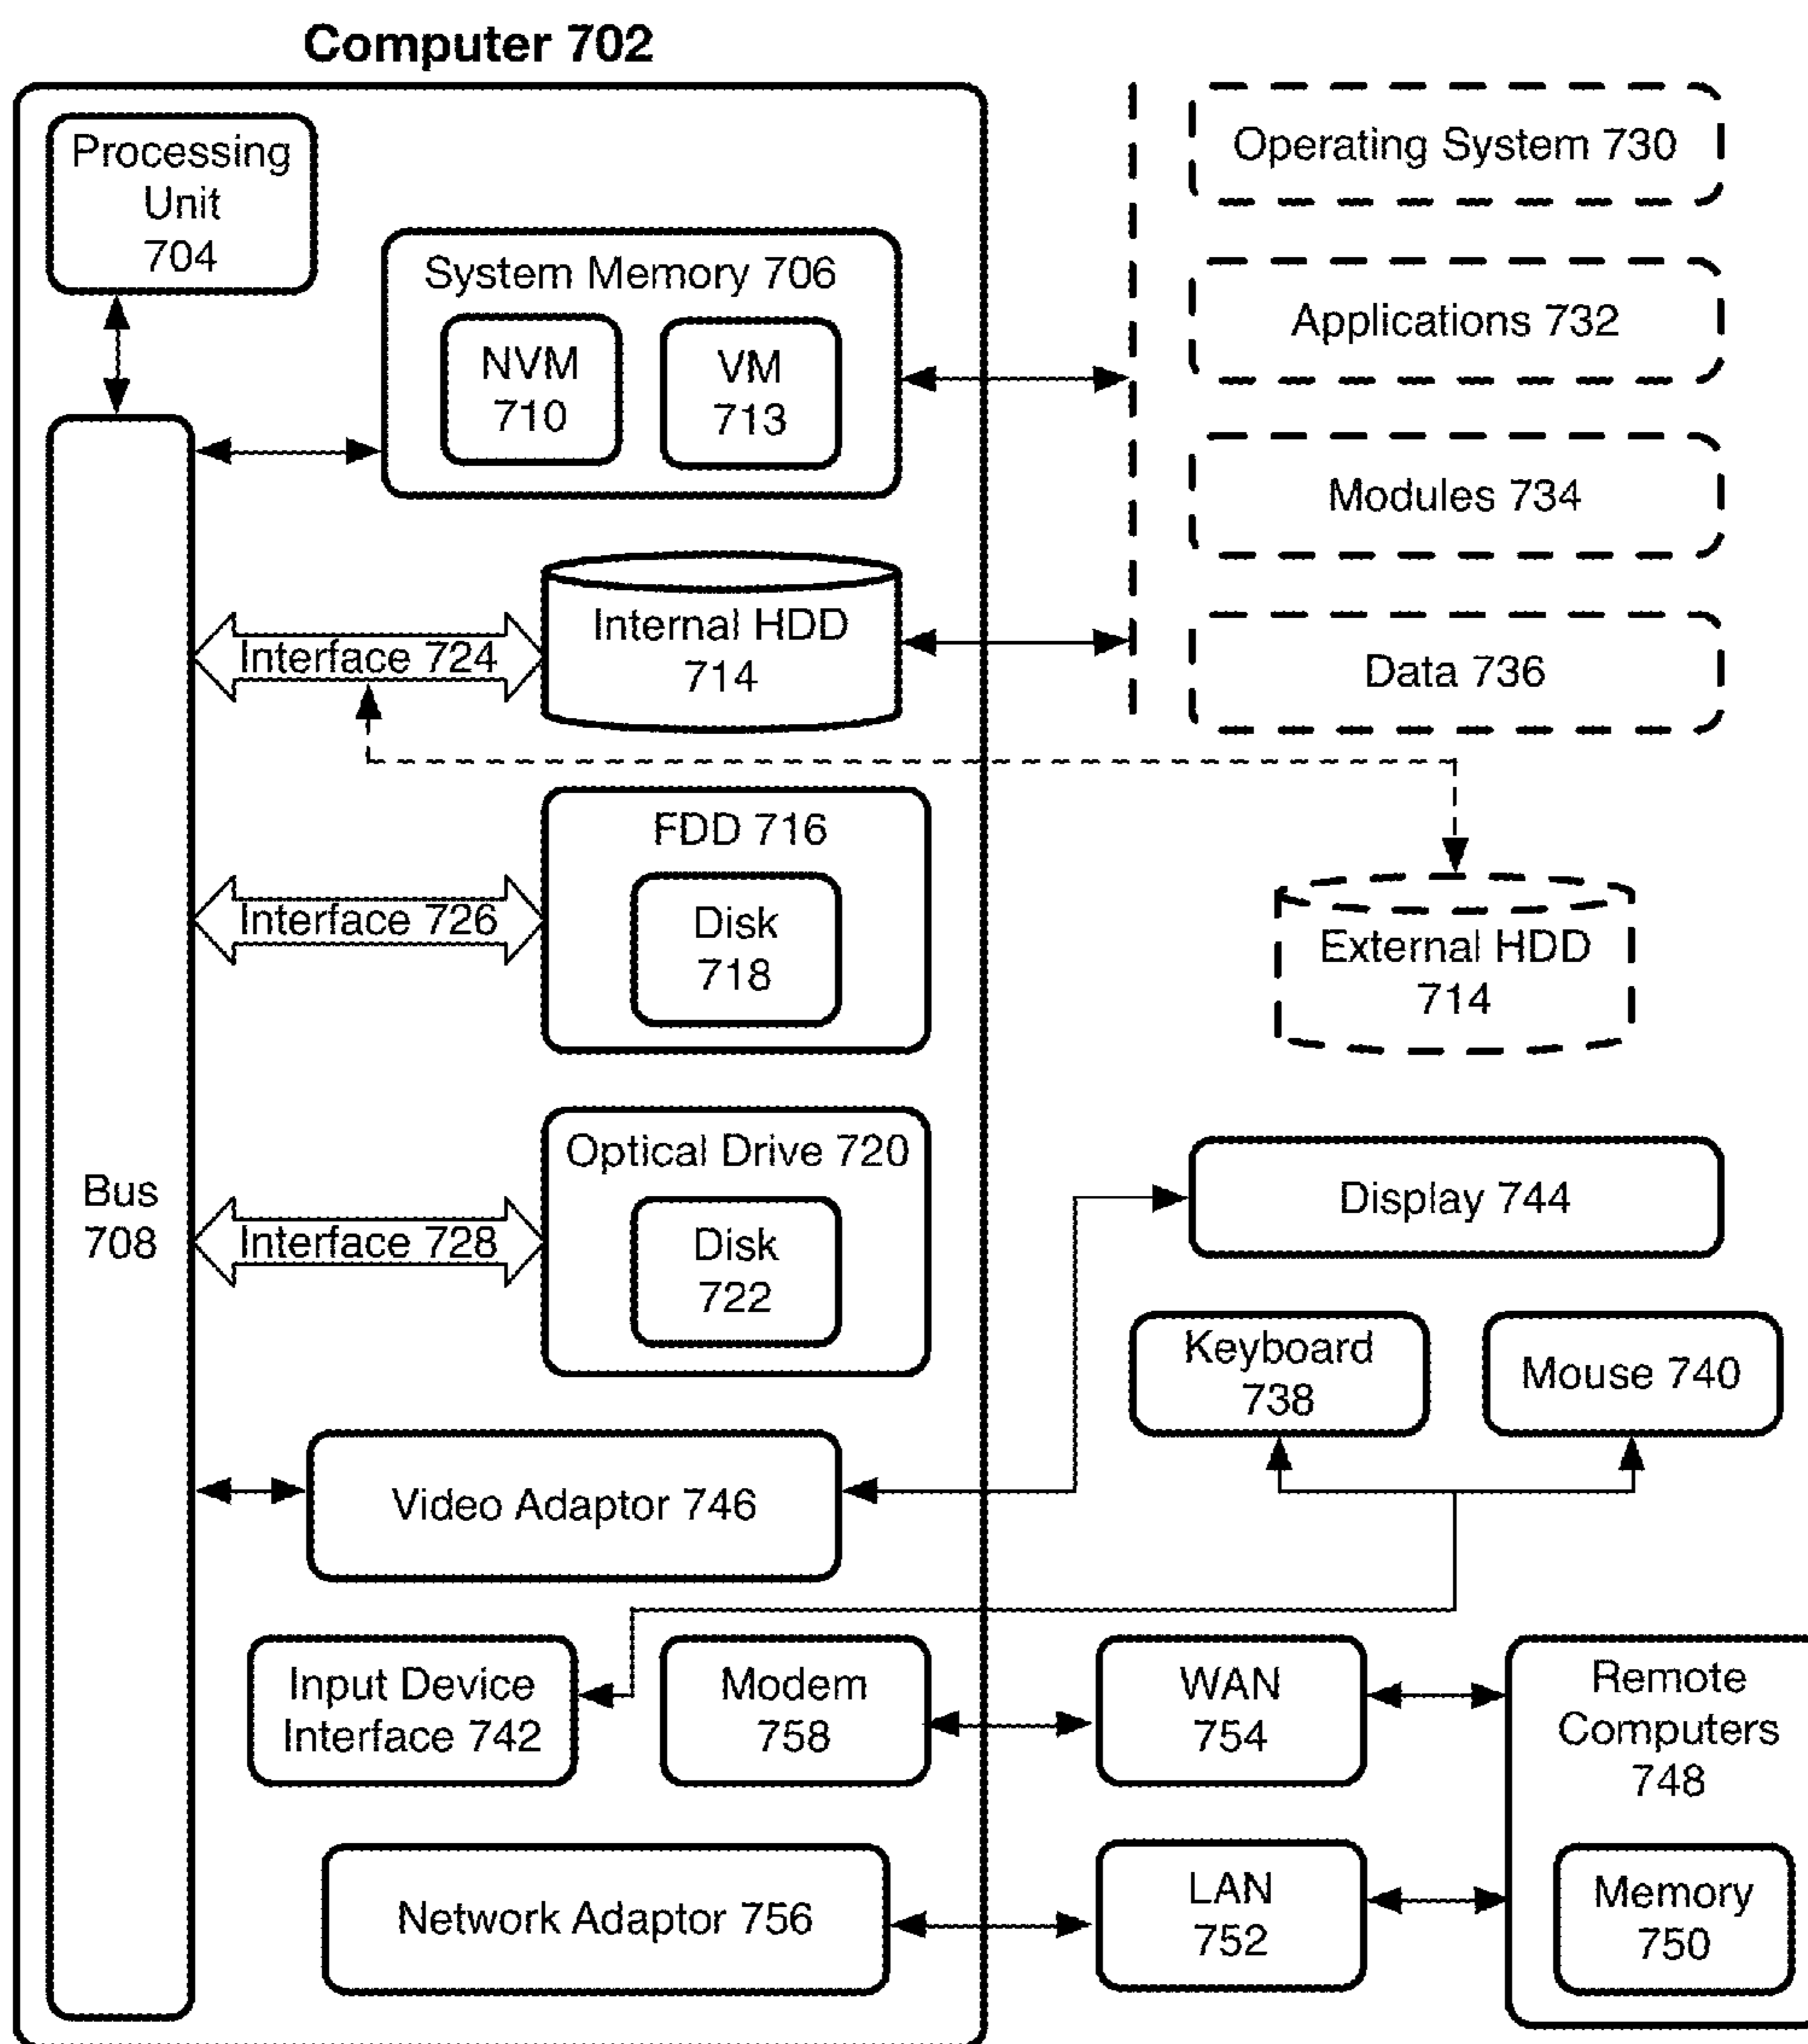 Computer 702
Processing
Unit
704
System Memory 706
NVM
710
VM
713
Operating System 730
Applications 732
Modules 734
Data 736
Interface 724
Internal HDD
714
FDD 716
Interface 726
Disk
718
External HDD
714
Bus
708
Optical Drive 720
Interface 728
Disk
722
Display 744
Keyboard
738
Mouse 740
Video Adaptor 746
Input Device
Interface 742
Modem
758
WAN
754
Remote
Computers
748
Network Adaptor 756
LAN
752
Memory
750